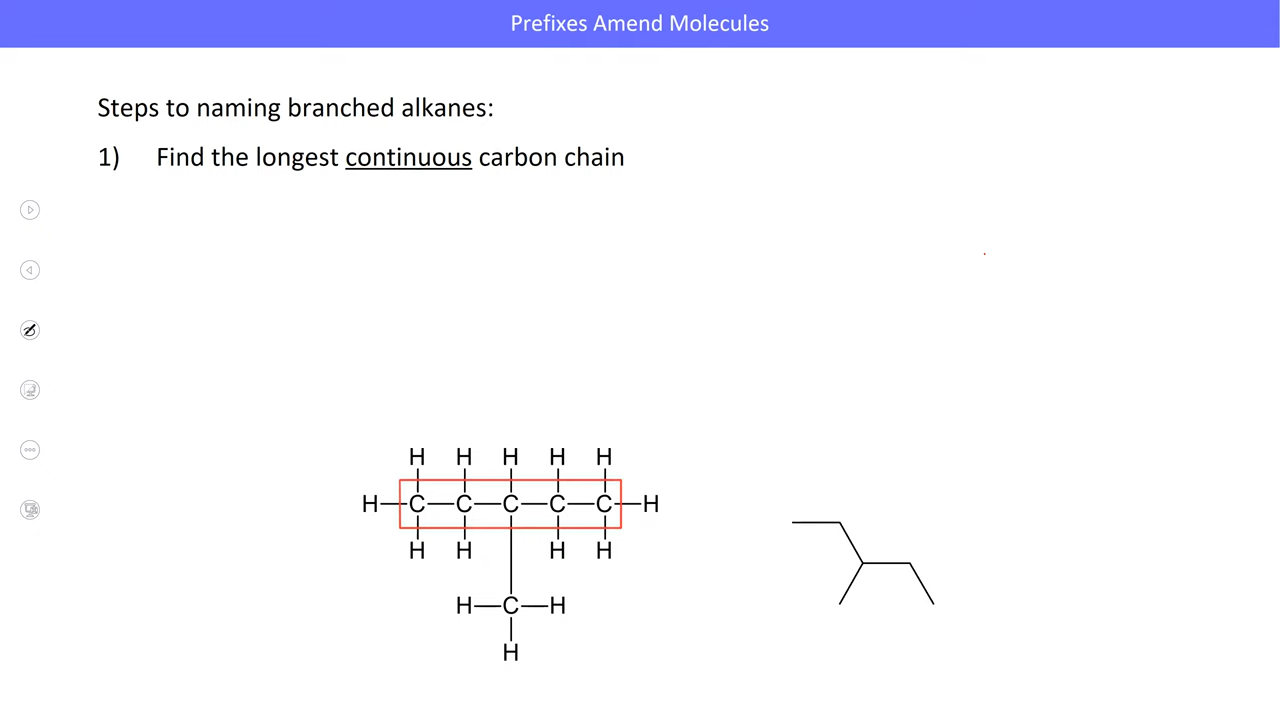 Prefixes Amend Molecules
Steps to naming branched alkanes:
1) Find the longest continuous carbon chain
H H H H H
H C C C C C H
H H H H
H C H
H